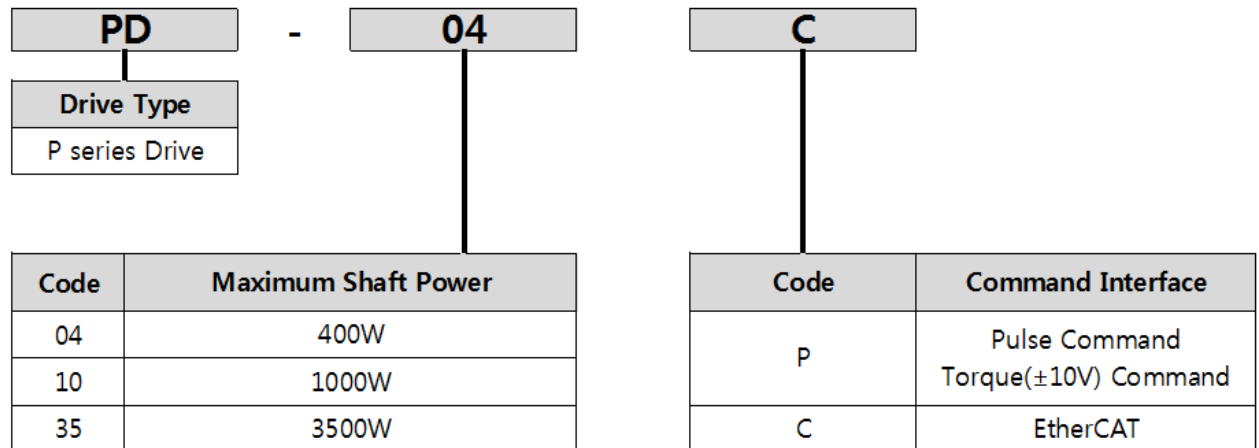 PD - 04 C
Drive Type
P series Drive
Code Maximum Shaft Power
04 400W
10 1000W
35 3500W
Code Command Interface
P Pulse Command
Torque(±10V) Command
C EtherCAT